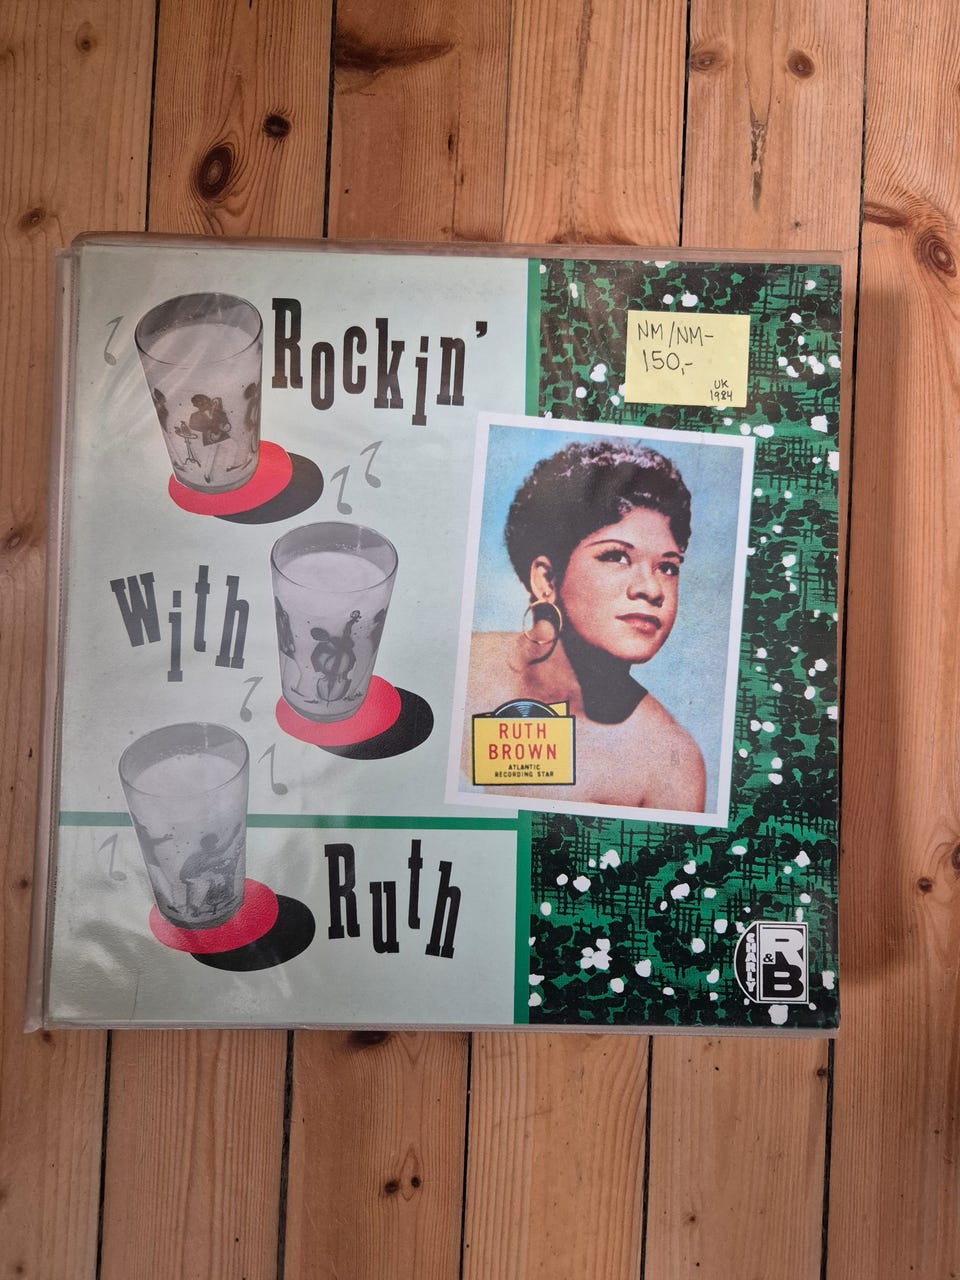 Rockin'
With
Ruth
NM/NM-
150,-
UK
1984
RUTH
BROWN
ATLANTIC
RECORDING STAR
CHARLY
R
&
B